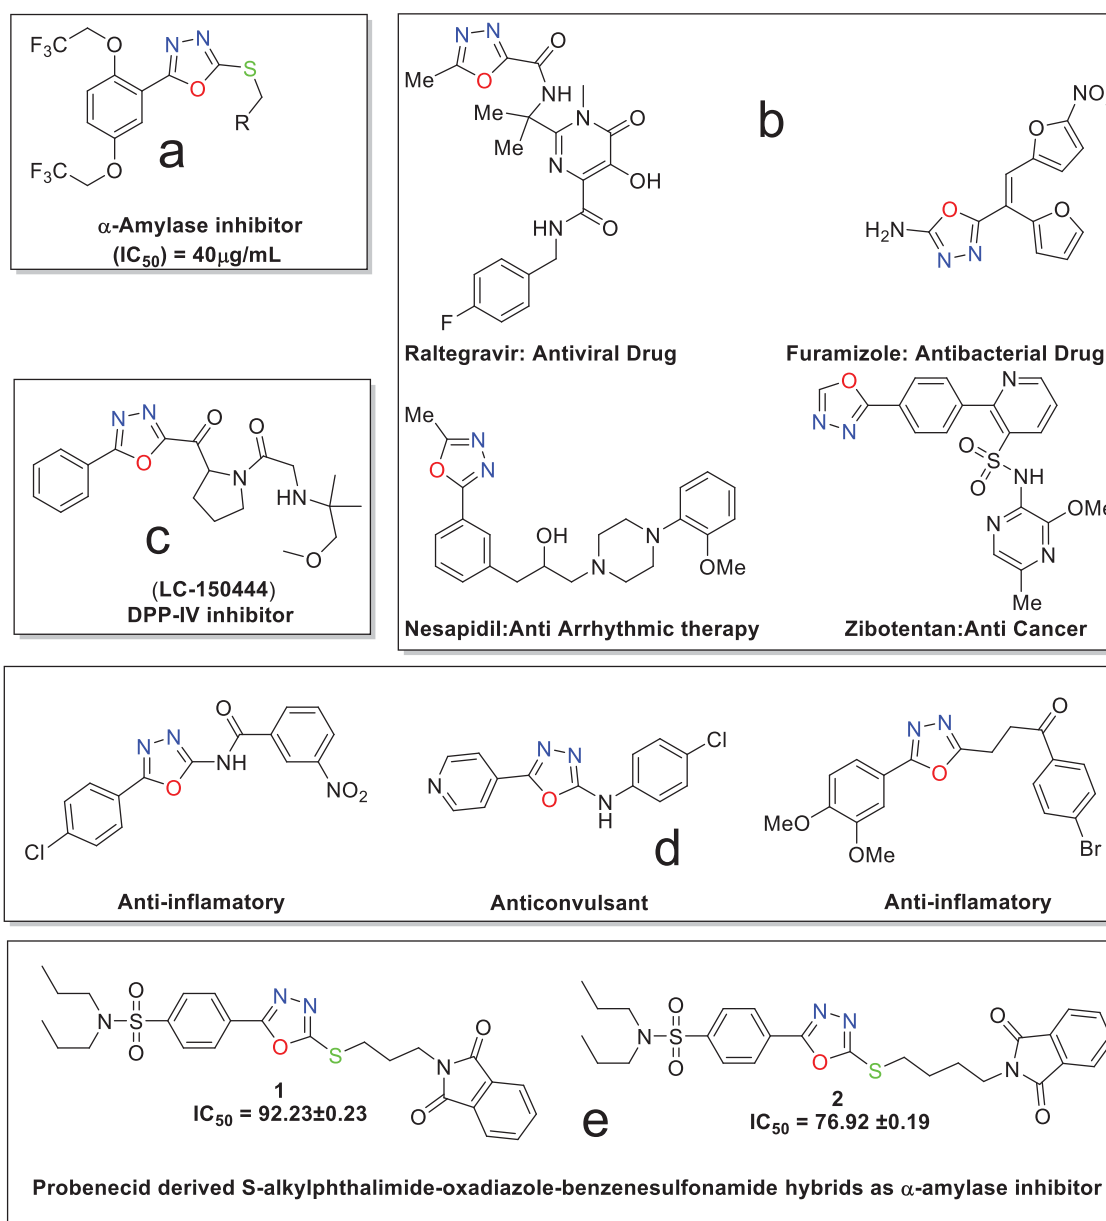 F₃C
O
N N
S
O
R
F₃C
O
a
α-Amylase inhibitor
(IC₅₀) = 40μg/mL
N N
O
O
Me
NH
Me
Me
N
N
O
OH
NH
O
F
b
Raltegravir: Antiviral Drug
NO
O
O
O
H₂N
N N
Furamizole: Antibacterial Drug
N N
O
O
O
N
NH
O
c
(LC-150444)
DPP-IV inhibitor
Me
N
N
O
OH
N
N
OMe
Nesapidil:Anti Arrhythmic therapy
O
N
N
N
O
S
O
NH
N
N
OMe
Me
Zibotentan:Anti Cancer
O
N N
O
NH
NO₂
Cl
Anti-inflamatory
N
N N
O
N
H
Cl
d
Anticonvulsant
N N
O
O
MeO
OMe
Br
Anti-inflamatory
N
O
S
O
N N
O
S
N
O
O
1
IC₅₀ = 92.23±0.23
e
N
O
S
O
N N
O
S
N
O
O
2
IC₅₀ = 76.92 ±0.19
Probenecid derived S-alkylphthalimide-oxadiazole-benzenesulfonamide hybrids as α-amylase inhibitor